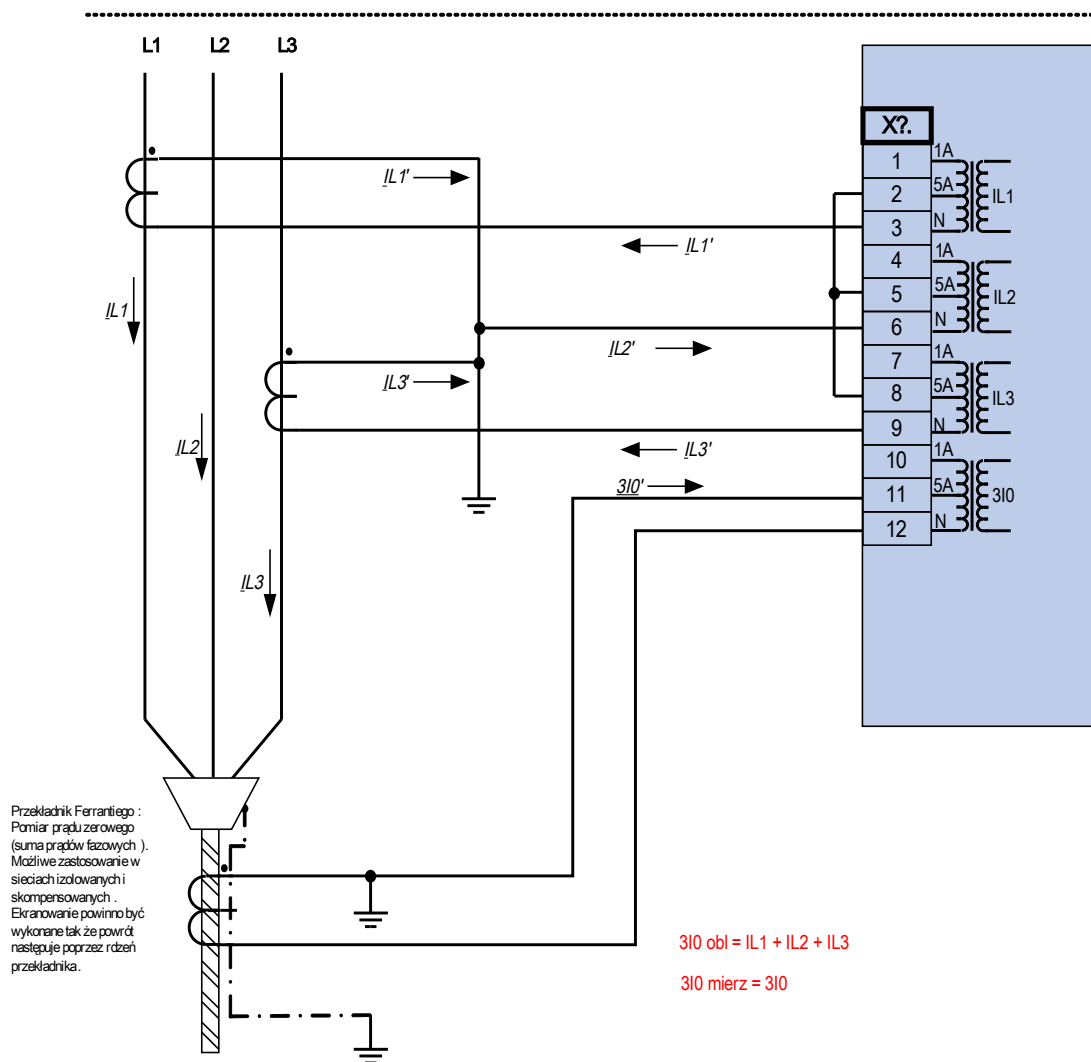 L1 L2 L3
X?.
1 1A
2 5A IL1
3 N
4 1A
5 5A IL2
6 N
7 1A
8 5A IL3
9 N
10 1A
11 5A 3I0
12 N
IL1'
IL1'
IL1
IL2'
IL3'
IL2
IL3'
3I0'
IL3
Przekładnik Ferrantiego :
Pomiar prądu zerowego
(suma prądów fazowych ).
Możliwe zastosowanie w
sieciach izolowanych i
skompensowanych .
Ekranowanie powinno być
wykonane tak że powrót
następuje poprzez rdzeń
przekładnika.
3I0 obl = IL1 + IL2 + IL3
3I0 mierz = 3I0